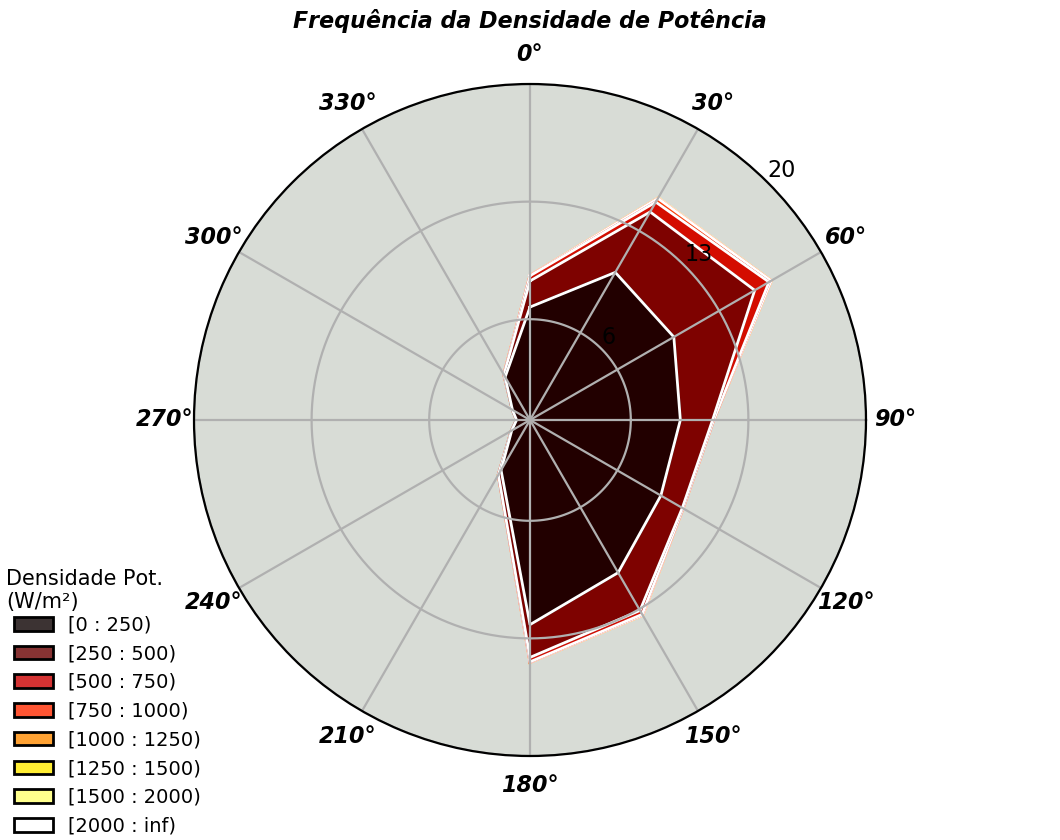 Frequência da Densidade de Potência
0°
330°
30°
20
300°
60°
13
6
270°
90°
240°
120°
210°
150°
180°
Densidade Pot.
(W/m²)
[0 : 250)
[250 : 500)
[500 : 750)
[750 : 1000)
[1000 : 1250)
[1250 : 1500)
[1500 : 2000)
[2000 : inf)